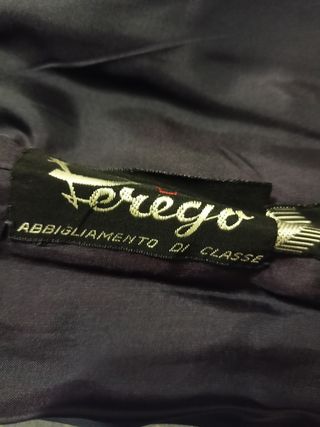 Ferego
ABBIGLIAMENTO DI CLASSE